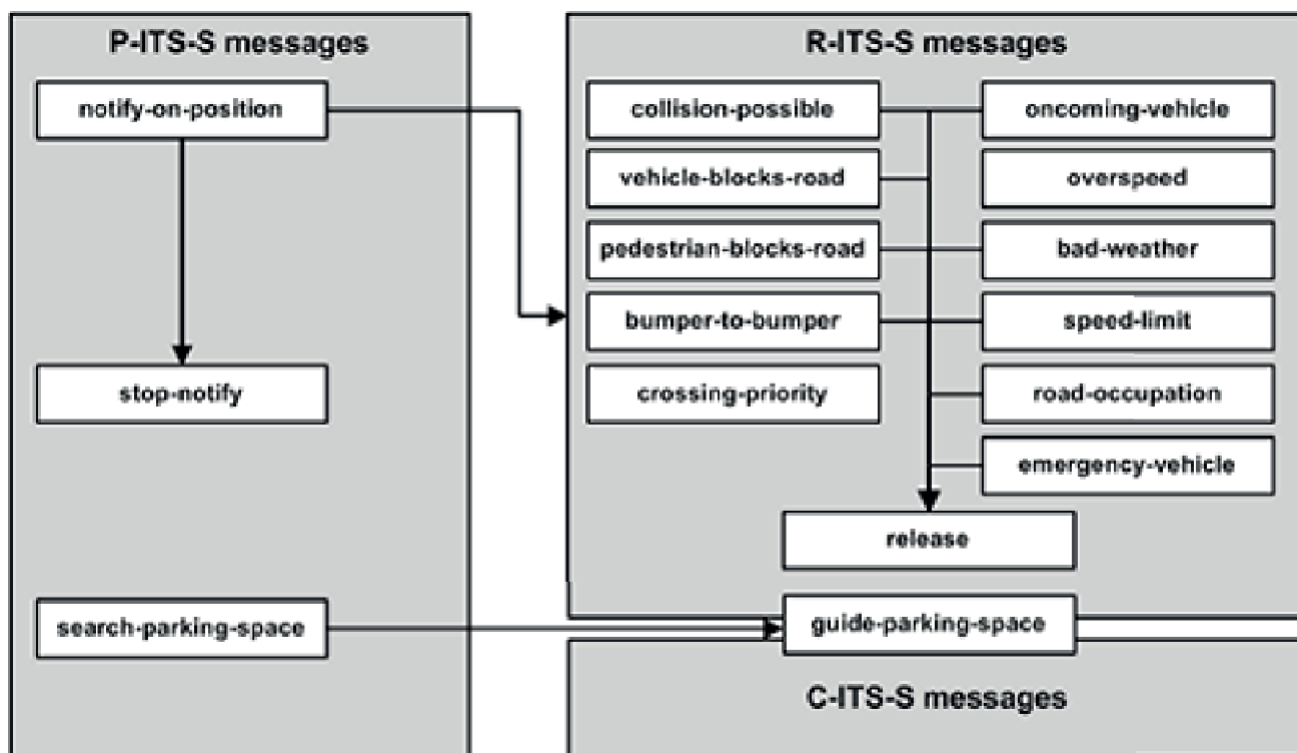 P-ITS-S messages
notify-on-position
stop-notify
search-parking-space
R-ITS-S messages
collision-possible
oncoming-vehicle
vehicle-blocks-road
overspeed
pedestrian-blocks-road
bad-weather
bumper-to-bumper
speed-limit
crossing-priority
road-occupation
emergency-vehicle
release
guide-parking-space
C-ITS-S messages